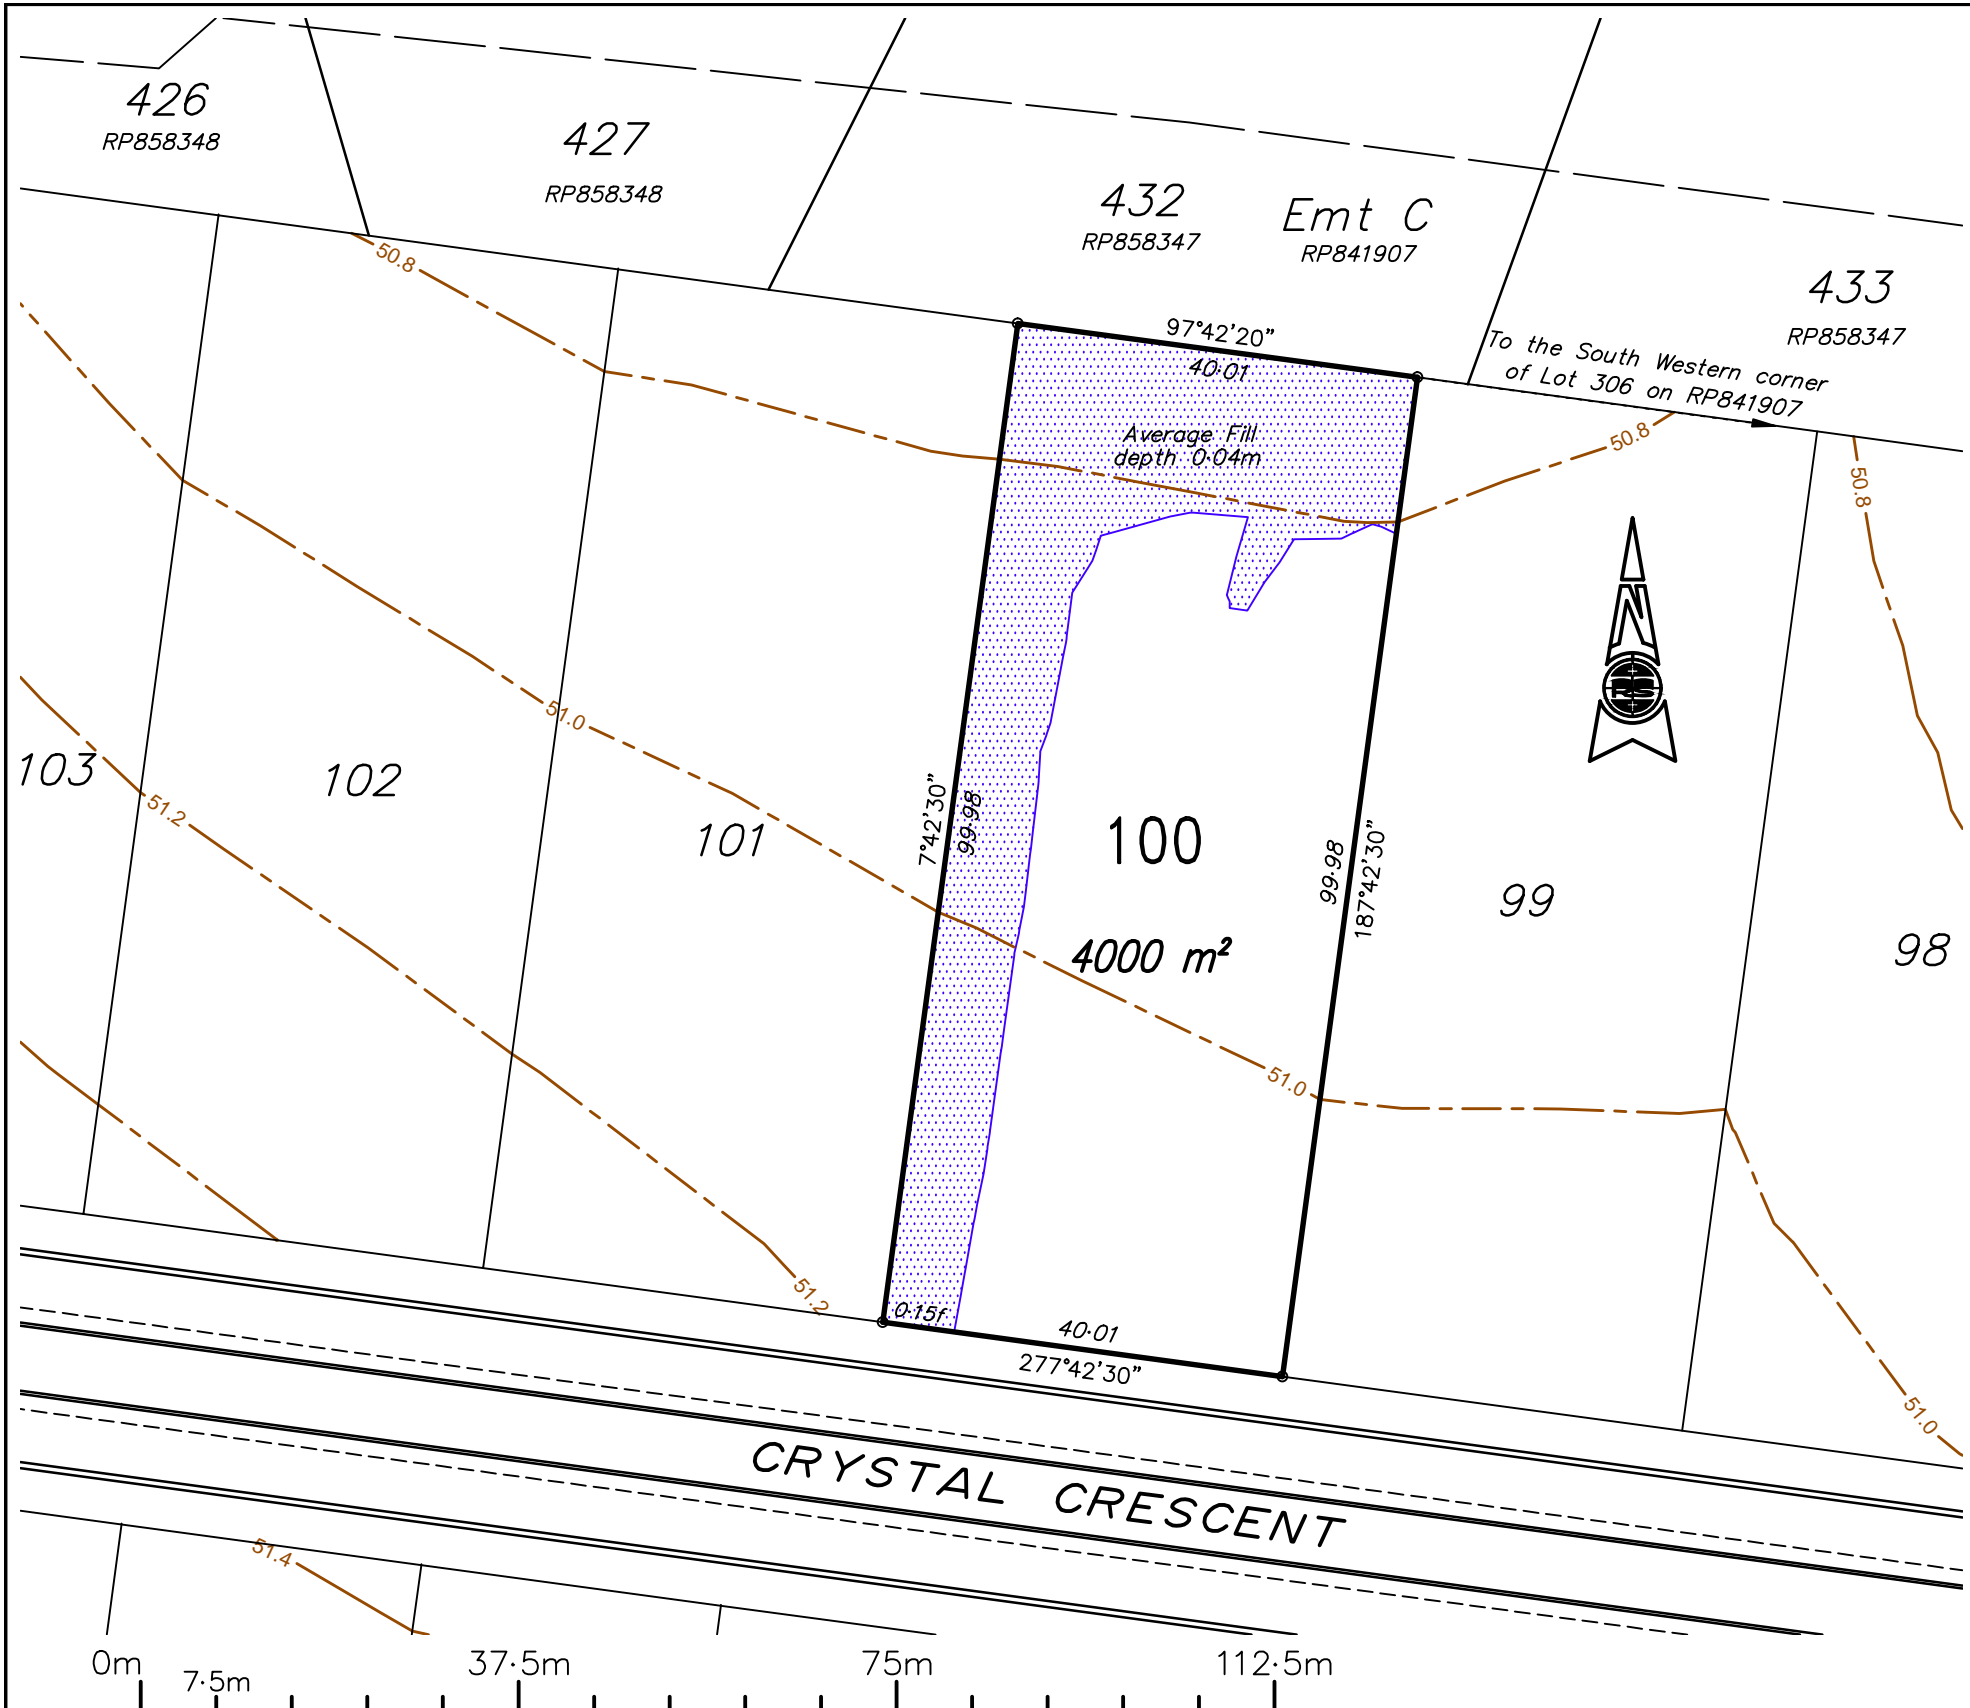 426
RP858348
427
RP858348
432
RP858347
Emt C
RP841907
433
RP858347
50.8
97°42'20"
40·01
To the South Western corner
of Lot 306 on RP841907
Average Fill
depth 0·04m
50.8
50.8
N
RS
51.0
103
102
51.2
101
7°42'30"
99·98
100
4000 m²
99·98
187°42'30"
99
98
51.0
51.2
0·15f
40·01
277°42'30"
51.0
CRYSTAL CRESCENT
51.4
0m
7·5m
37·5m
75m
112·5m